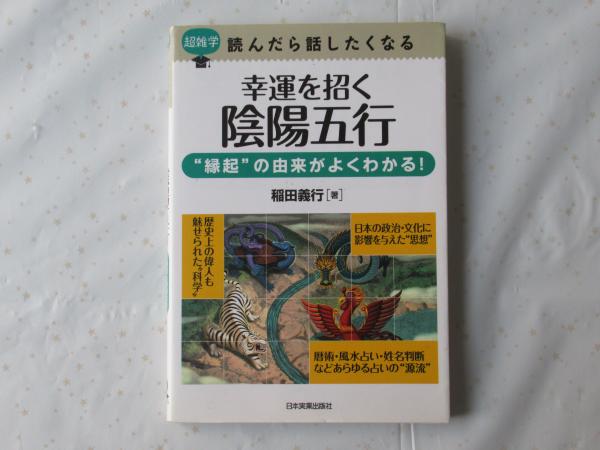 超雑学
読んだら話したくなる
幸運を招く
陰陽五行
“縁起”の由来がよくわかる!
稲田義行[著]
歴史上の偉人も
魅せられた“科学”
日本の政治・文化に
影響を与えた“思想”
暦術・風水占い・姓名判断
などあらゆる占いの“源流”
日本実業出版社